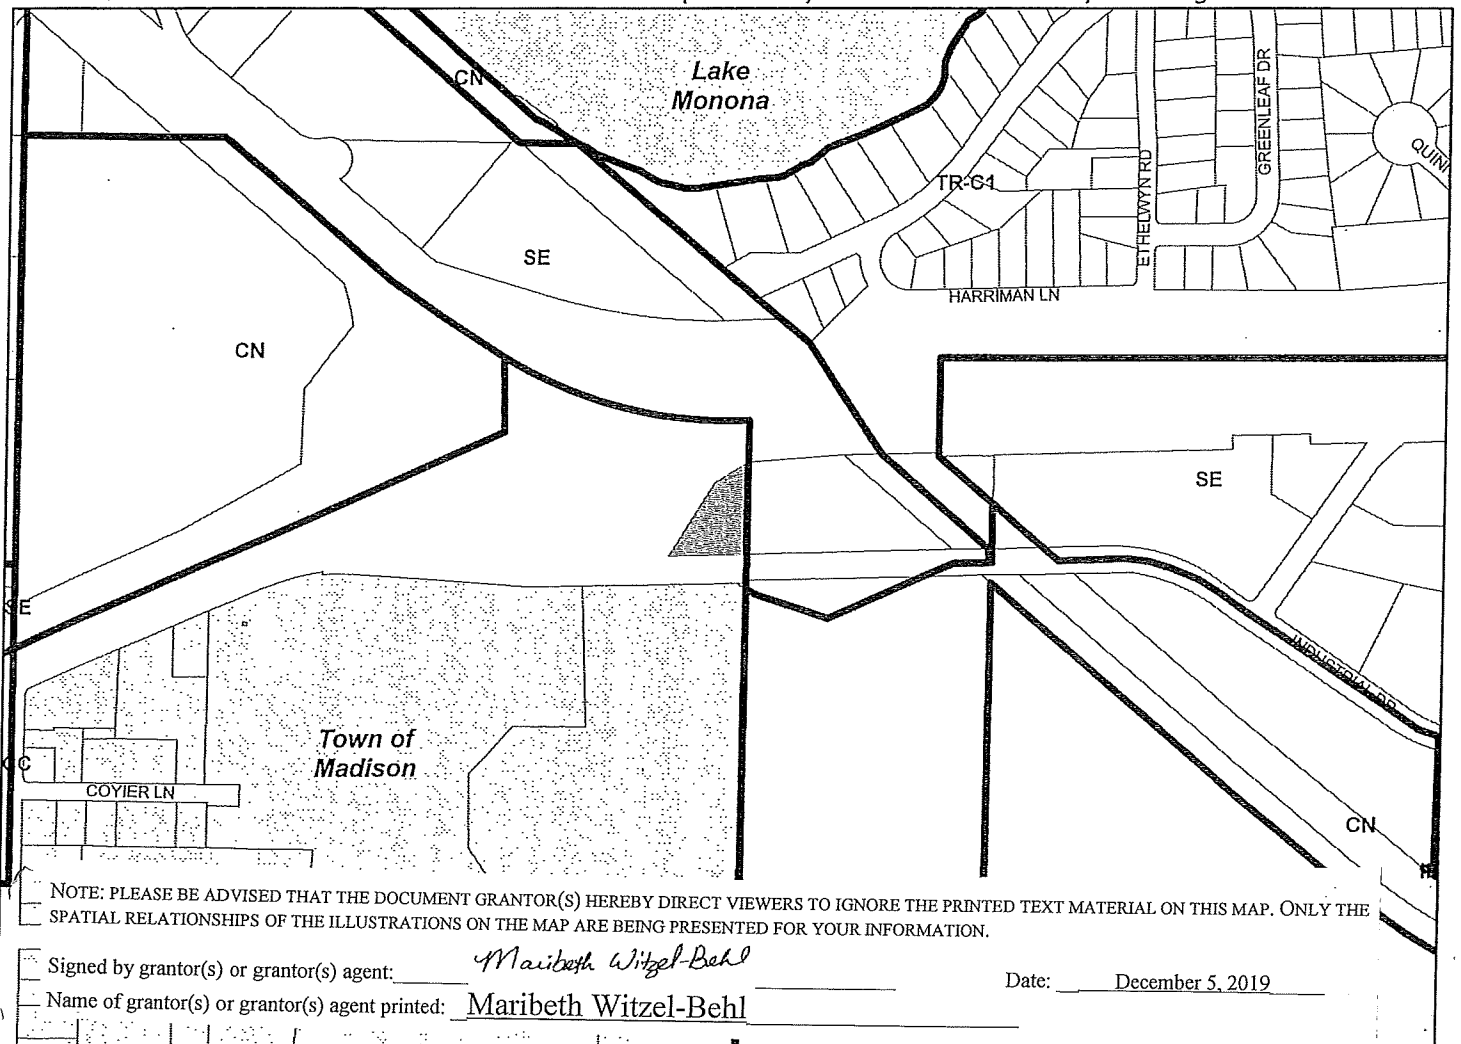 Lake
Monona
CN
TR-C1
ETHELWYN RD
GREENLEAF DR
SE
HARRIMAN LN
CN
SE
SE
INDUSTRIAL DR
Town of
Madison
COYIER LN
CN
NOTE: PLEASE BE ADVISED THAT THE DOCUMENT GRANTOR(S) HEREBY DIRECT VIEWERS TO IGNORE THE PRINTED TEXT MATERIAL ON THIS MAP. ONLY THE
SPATIAL RELATIONSHIPS OF THE ILLUSTRATIONS ON THE MAP ARE BEING PRESENTED FOR YOUR INFORMATION.
Signed by grantor(s) or grantor(s) agent: Maribeth Witzel-Behl Date: December 5, 2019
Name of grantor(s) or grantor(s) agent printed: Maribeth Witzel-Behl